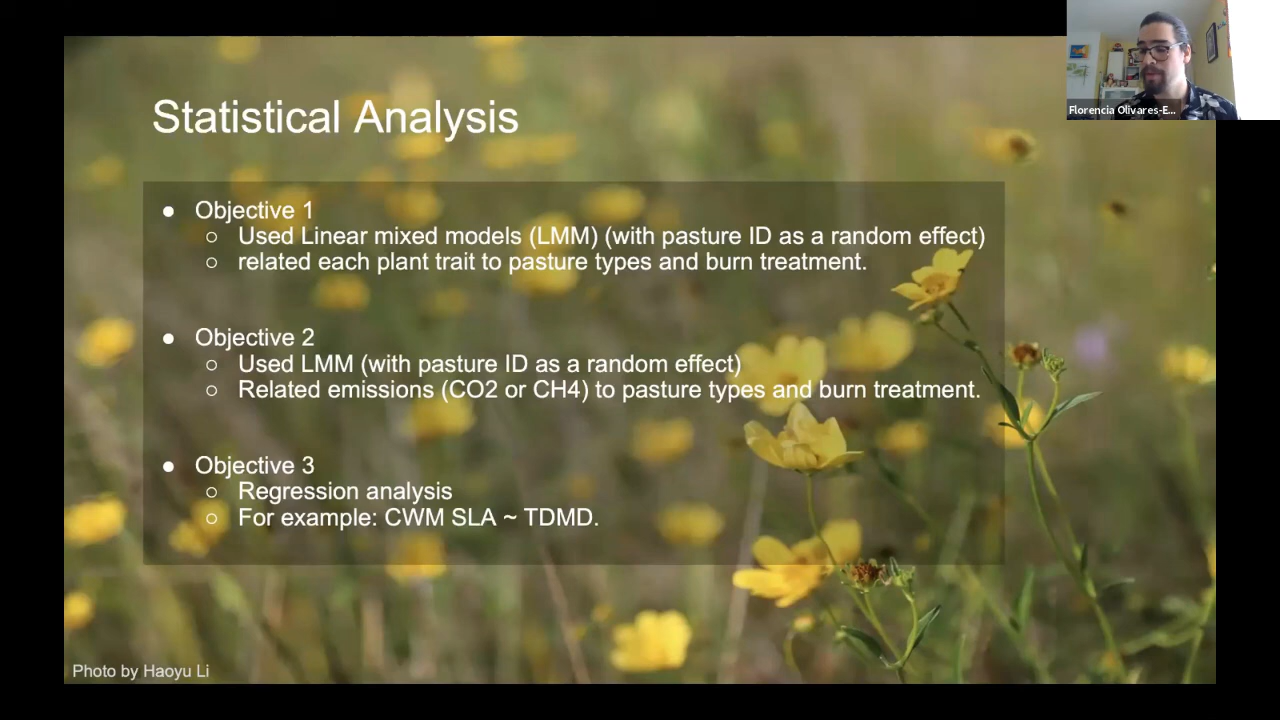 Statistical Analysis
● Objective 1
○ Used Linear mixed models (LMM) (with pasture ID as a random effect)
○ related each plant trait to pasture types and burn treatment.
● Objective 2
○ Used LMM (with pasture ID as a random effect)
○ Related emissions (CO2 or CH4) to pasture types and burn treatment.
● Objective 3
○ Regression analysis
○ For example: CWM SLA ~ TDMD.
Photo by Haoyu Li
Florencia Olivares-E...